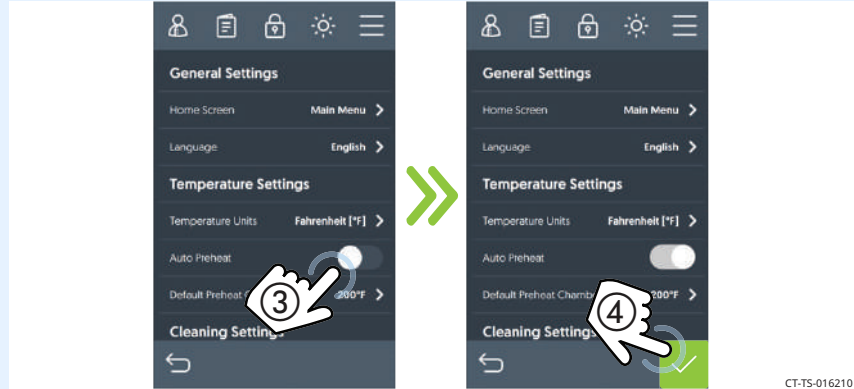 General Settings
Home Screen Main Menu
Language English
Temperature Settings
Temperature Units Fahrenheit [°F]
Auto Preheat
Default Preheat 200°F
Cleaning Settings
3
General Settings
Home Screen Main Menu
Language English
Temperature Settings
Temperature Units Fahrenheit [°F]
Auto Preheat
Default Preheat Chamb 200°F
Cleaning Settings
4
CT-TS-016210